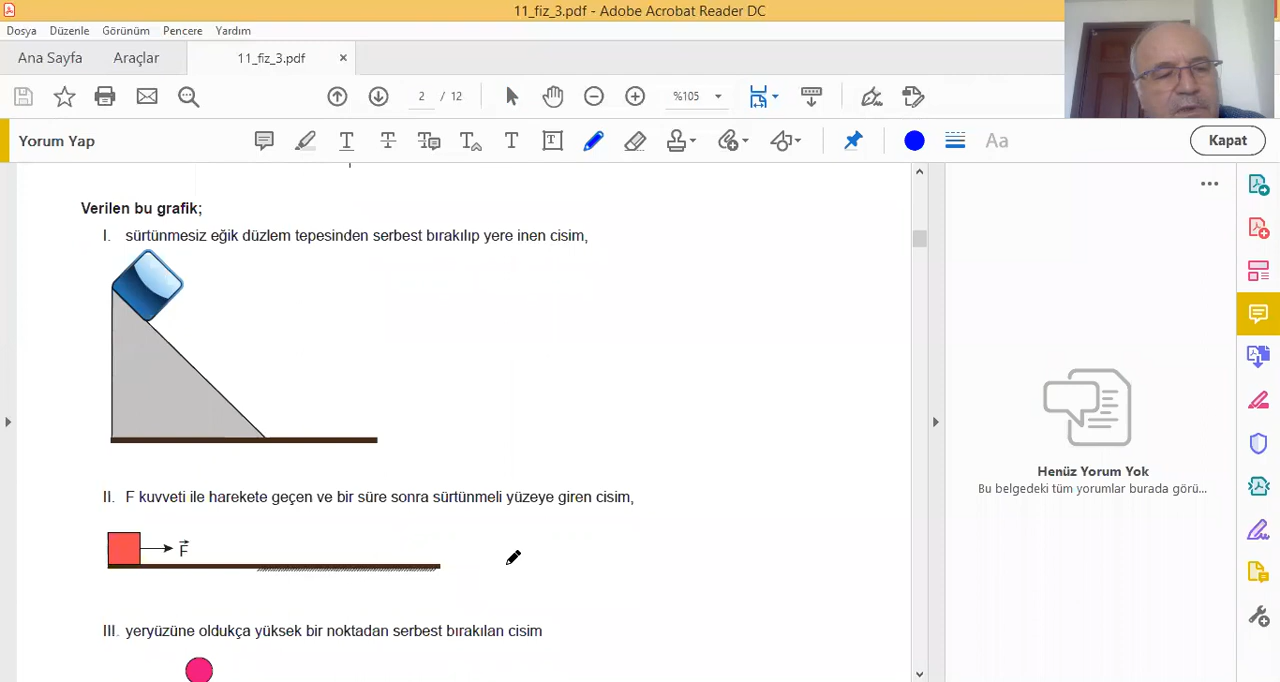 11_fiz_3.pdf - Adobe Acrobat Reader DC
Dosya Düzenle Görünüm Pencere Yardım
Ana Sayfa Araçlar 11_fiz_3.pdf ×
2 / 12 %105
Yorum Yap T T T T T T Aa Kapat
Verilen bu grafik;
I. sürtünmesiz eğik düzlem tepesinden serbest bırakılıp yere inen cisim,
II. F kuvveti ile harekete geçen ve bir süre sonra sürtünmeli yüzeye giren cisim,
F
III. yeryüzüne oldukça yüksek bir noktadan serbest bırakılan cisim
Henüz Yorum Yok
Bu belgedeki tüm yorumlar burada görü...